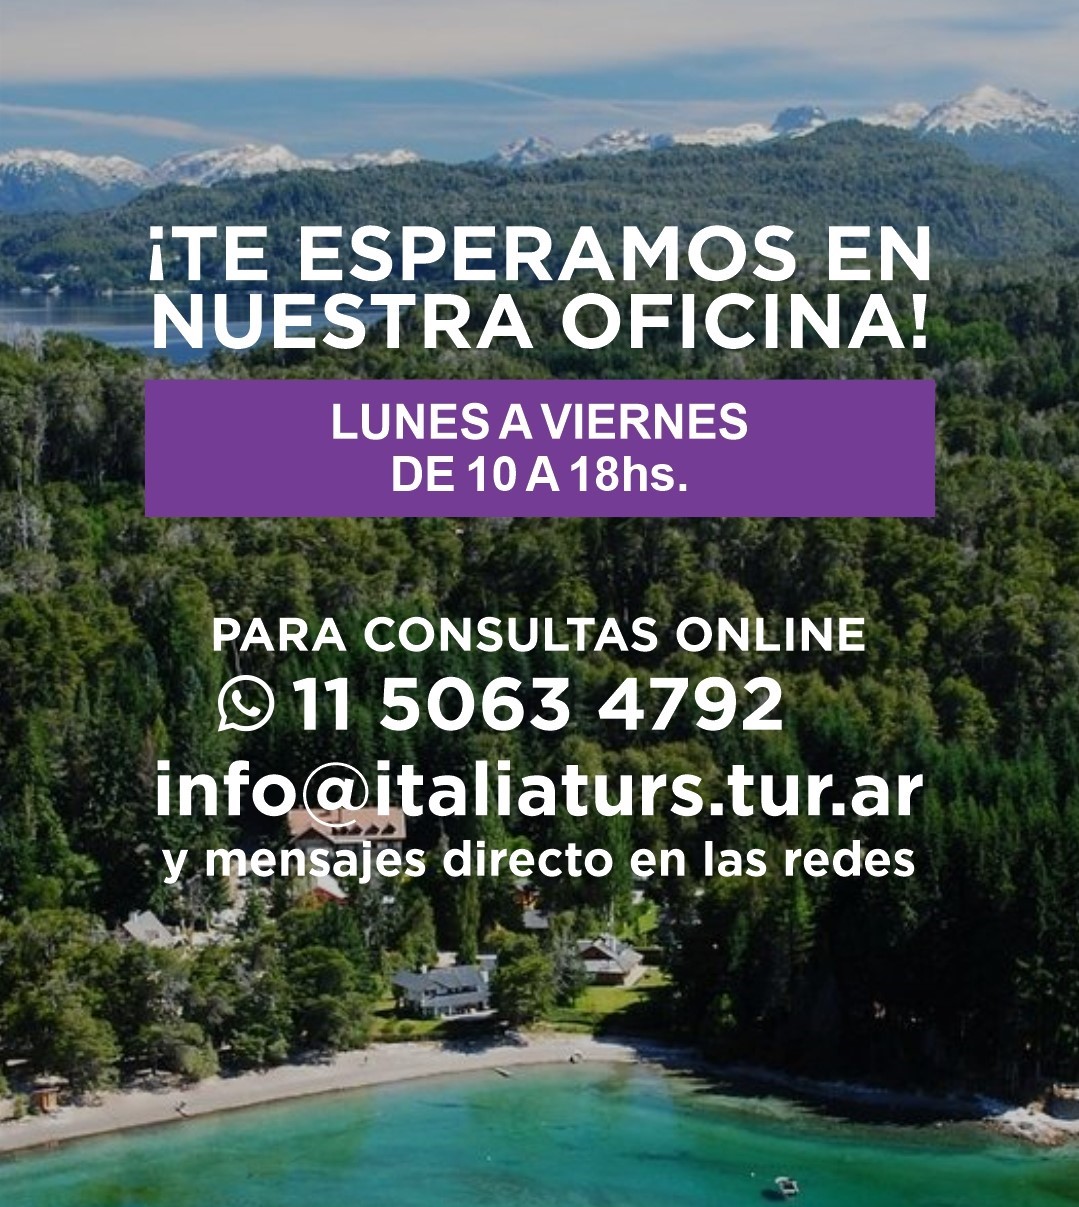 ¡TE ESPERAMOS EN
NUESTRA OFICINA!
LUNES A VIERNES
DE 10 A 18hs.
PARA CONSULTAS ONLINE
11 5063 4792
info@italiaturs.tur.ar
y mensajes directo en las redes